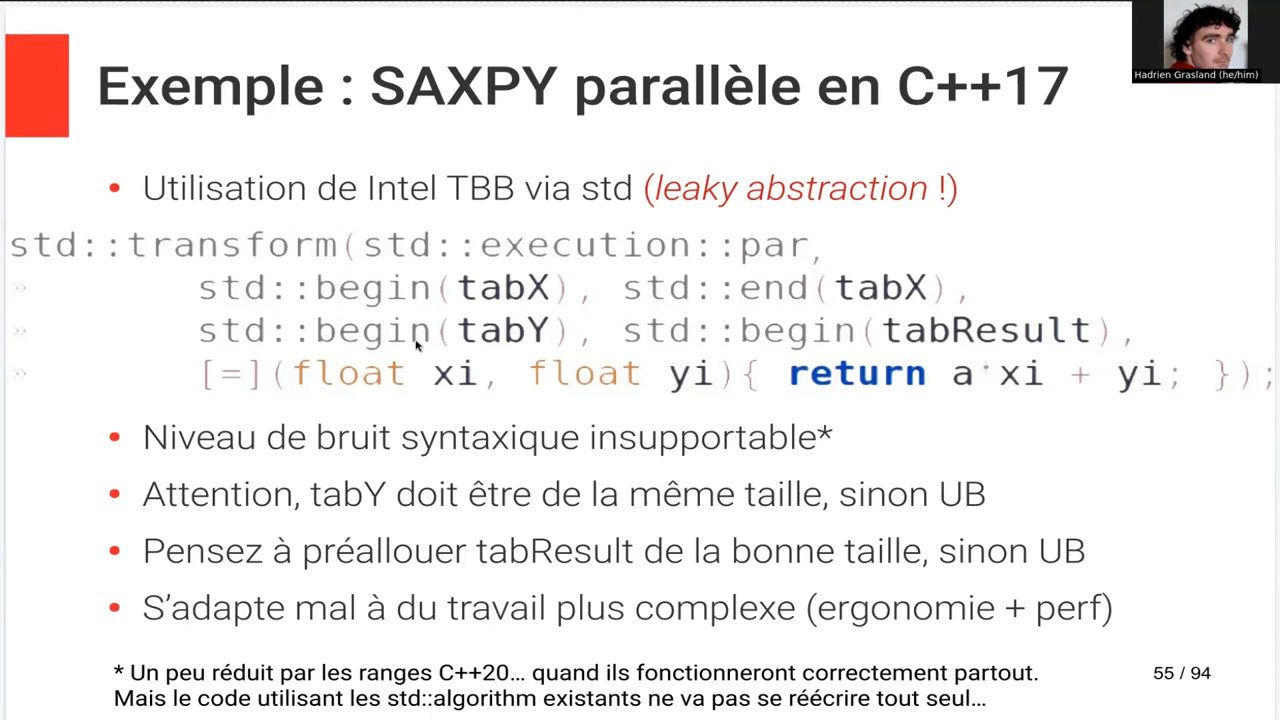 Hadrien Grasland (he/him)
Exemple : SAXPY parallèle en C++17
• Utilisation de Intel TBB via std (leaky abstraction !)
std::transform(std::execution::par,
» std::begin(tabX), std::end(tabX),
» std::begin(tabY), std::begin(tabResult),
» [=](float xi, float yi){ return a*xi + yi; });
• Niveau de bruit syntaxique insupportable*
• Attention, tabY doit être de la même taille, sinon UB
• Pensez à préallouer tabResult de la bonne taille, sinon UB
• S’adapte mal à du travail plus complexe (ergonomie + perf)
* Un peu réduit par les ranges C++20… quand ils fonctionneront correctement partout.
Mais le code utilisant les std::algorithm existants ne va pas se réécrire tout seul…
55 / 94